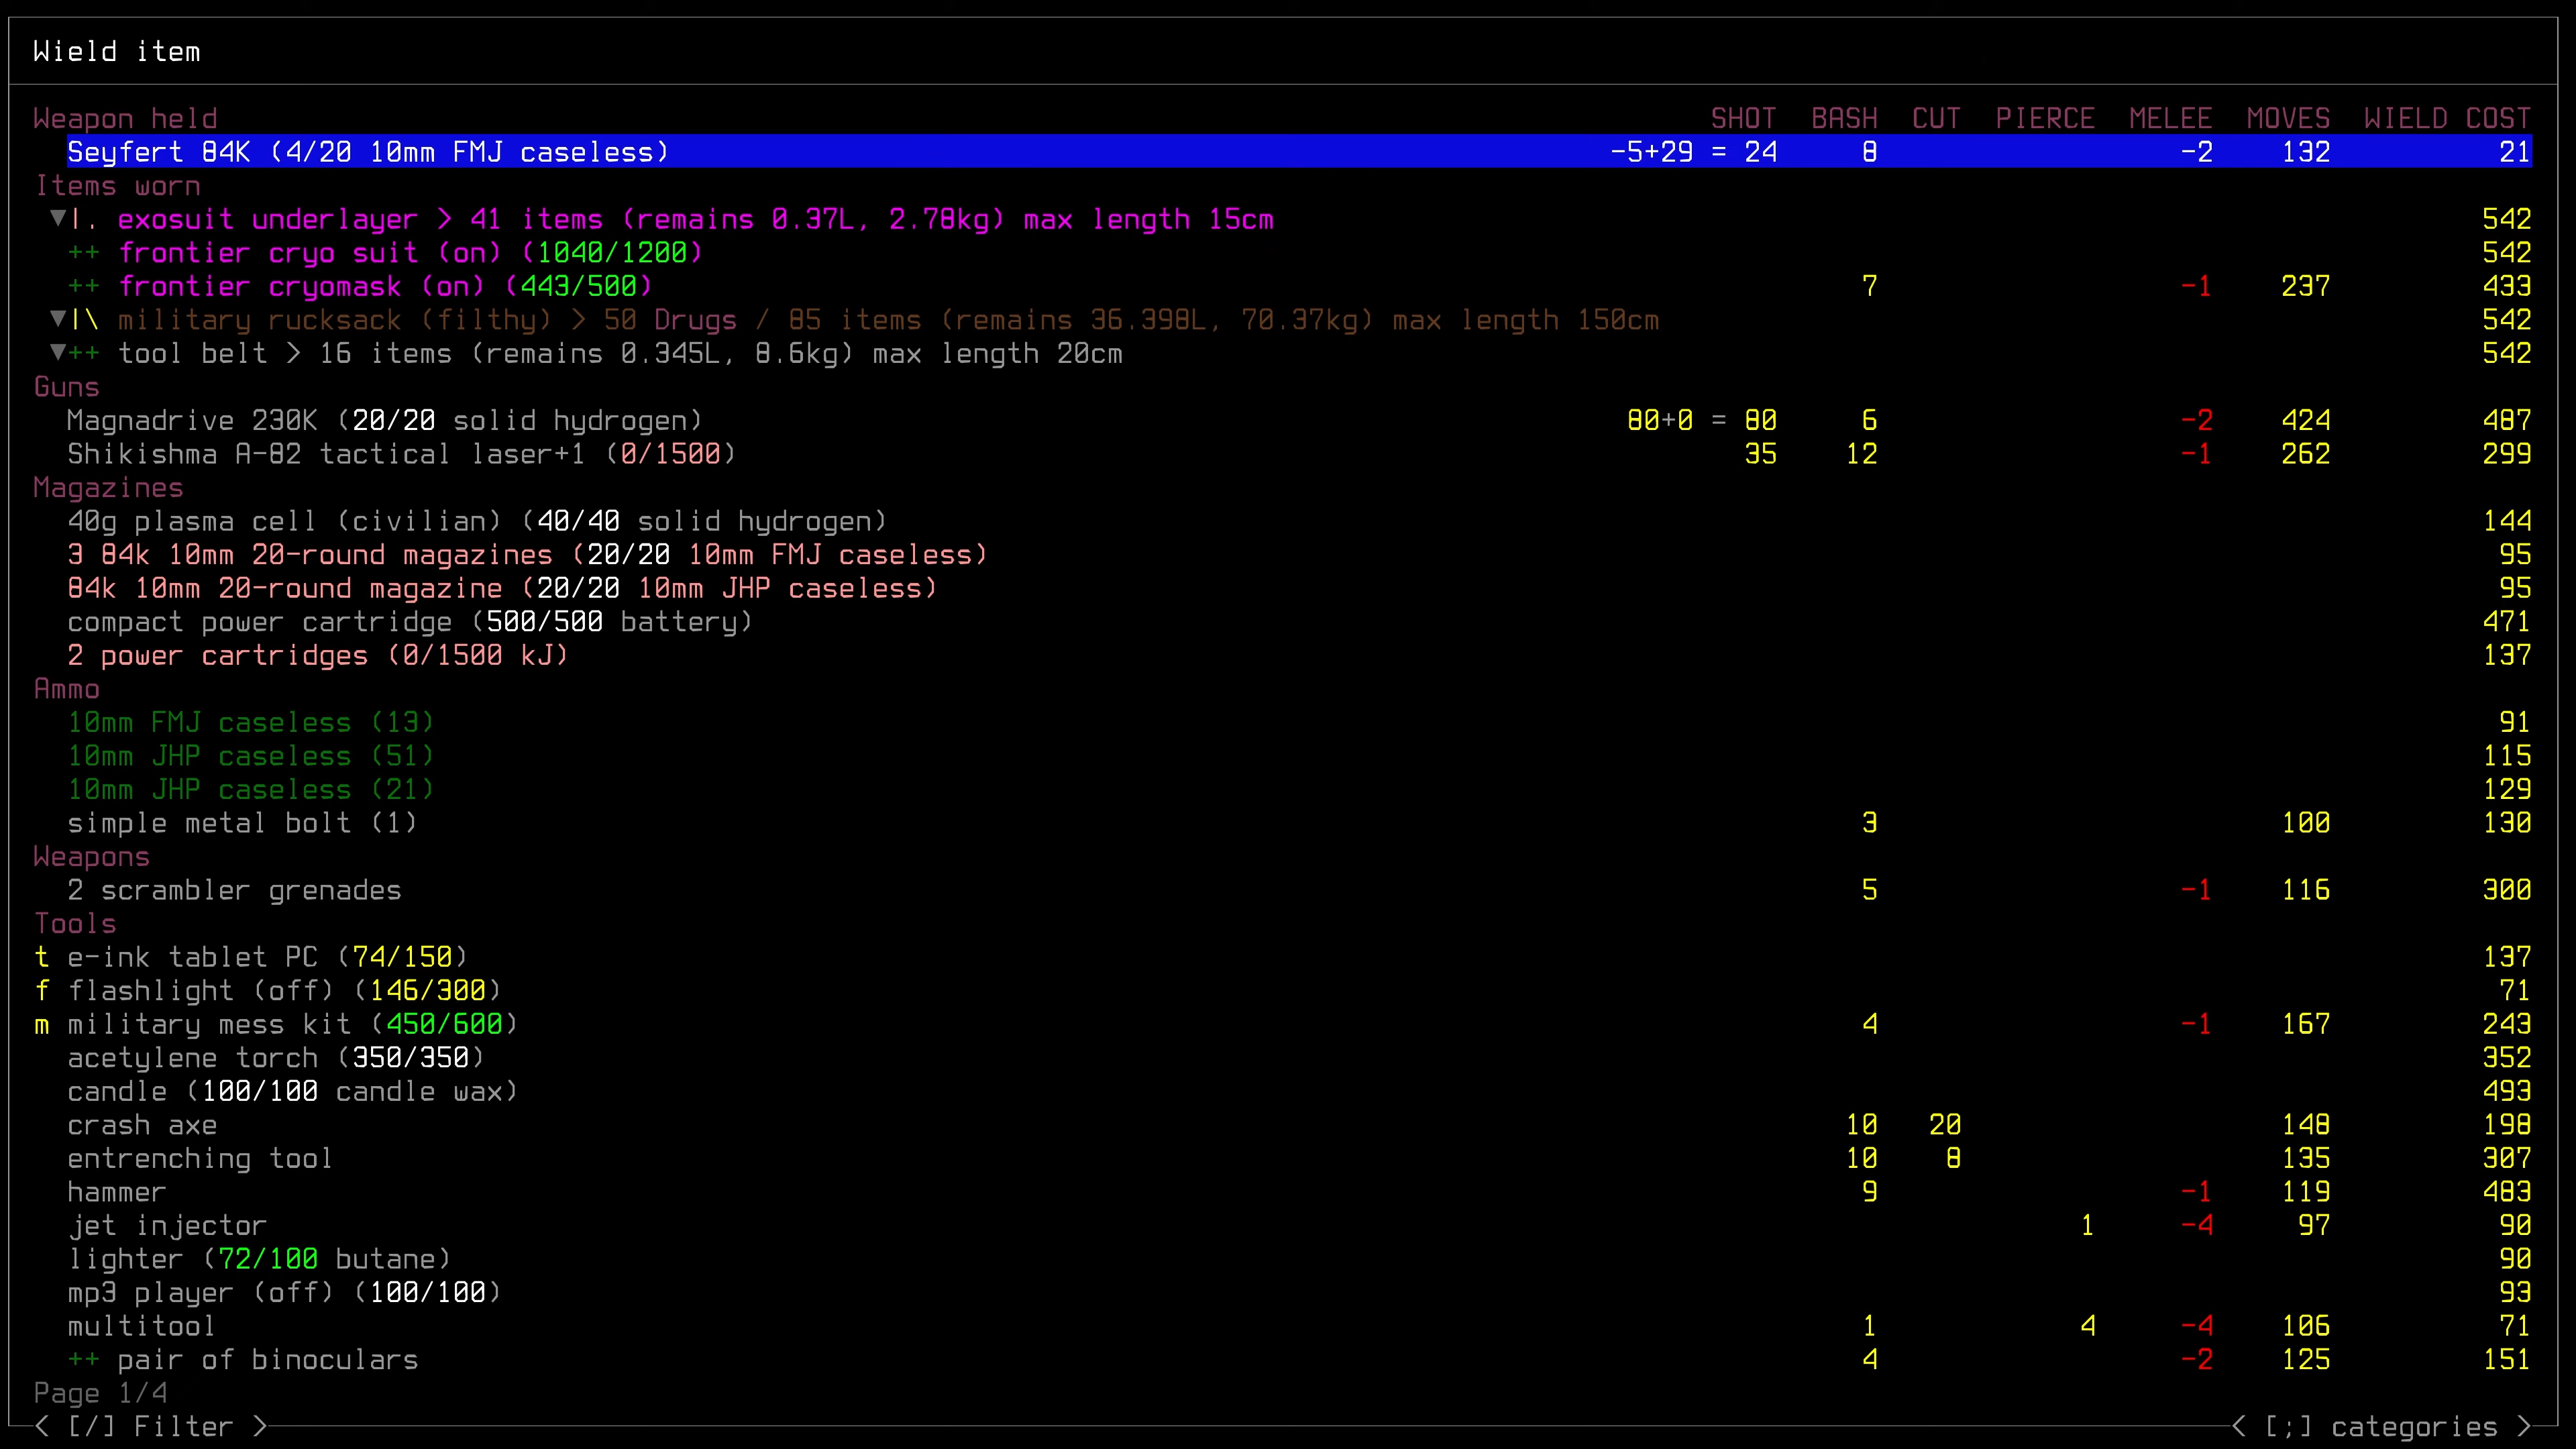 Wield item
Weapon held SHOT BASH CUT PIERCE MELEE MOVES WIELD COST
Seyfert 84K (4/20 10mm FMJ caseless) -5+29 = 24 8 -2 132 21
Items worn
▼|. exosuit underlayer > 41 items (remains 0.37L, 2.78kg) max length 15cm 542
++ frontier cryo suit (on) (1040/1200) 542
++ frontier cryomask (on) (443/500) 7 -1 237 433
▼|\ military rucksack (filthy) > 50 Drugs / 85 items (remains 36.398L, 70.37kg) max length 150cm 542
▼++ tool belt > 16 items (remains 0.345L, 8.6kg) max length 20cm 542
Guns
Magnadrive 230K (20/20 solid hydrogen) 80+0 = 80 6 -2 424 487
Shikishma A-82 tactical laser+1 (0/1500) 35 12 -1 262 299
Magazines
40g plasma cell (civilian) (40/40 solid hydrogen) 144
3 84k 10mm 20-round magazines (20/20 10mm FMJ caseless) 95
84k 10mm 20-round magazine (20/20 10mm JHP caseless) 95
compact power cartridge (500/500 battery) 471
2 power cartridges (0/1500 kJ) 137
Ammo
10mm FMJ caseless (13) 91
10mm JHP caseless (51) 115
10mm JHP caseless (21) 129
simple metal bolt (1) 3 100 130
Weapons
2 scrambler grenades 5 -1 116 300
Tools
t e-ink tablet PC (74/150) 137
f flashlight (off) (146/300) 71
m military mess kit (450/600) 4 -1 167 243
acetylene torch (350/350) 352
candle (100/100 candle wax) 493
crash axe 10 20 148 198
entrenching tool 10 8 135 307
hammer 9 -1 119 483
jet injector 1 -4 97 90
lighter (72/100 butane) 90
mp3 player (off) (100/100) 93
multitool 1 4 -4 106 71
++ pair of binoculars 4 -2 125 151
Page 1/4
< [/] Filter > < [;] categories >